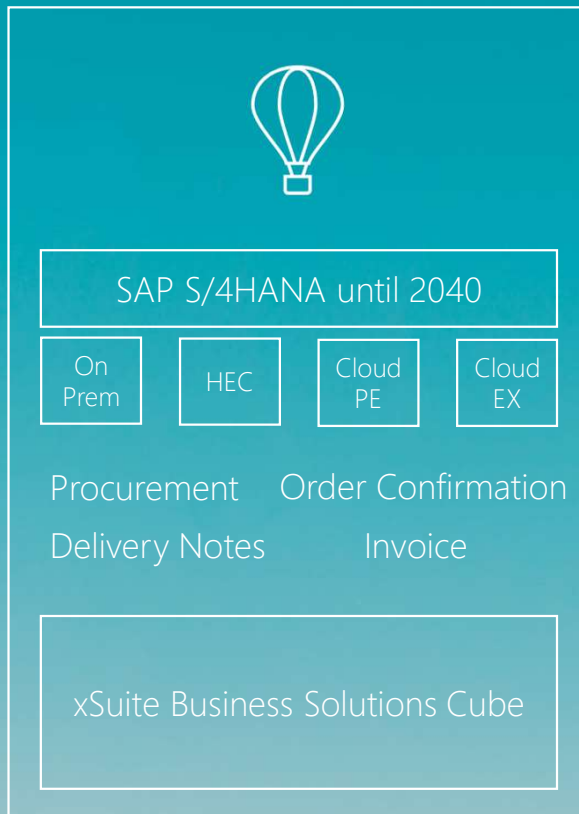 SAP S/4HANA until 2040
On
Prem
HEC
Cloud
PE
Cloud
EX
Procurement
Order Confirmation
Delivery Notes
Invoice
xSuite Business Solutions Cube